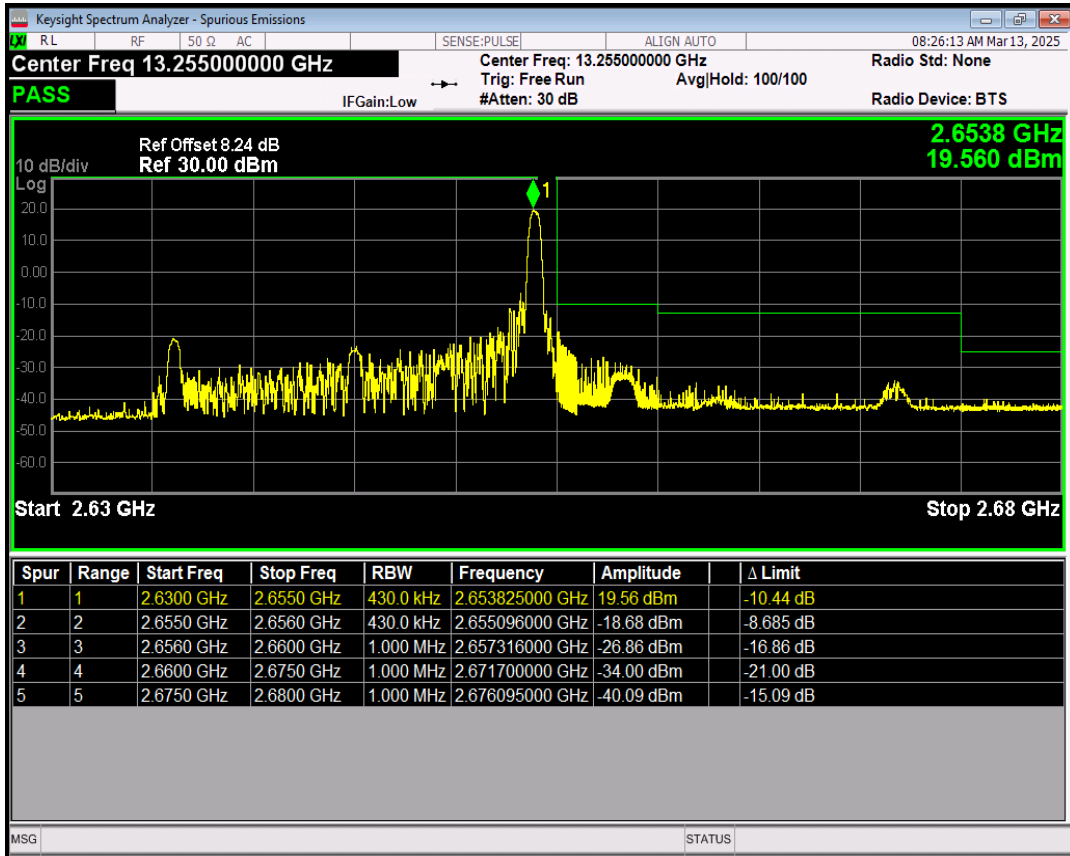 Keysight Spectrum Analyzer - Spurious Emissions
LXI RL RF 50 Ω AC SENSE:PULSE ALIGN AUTO 08:26:13 AM Mar 13, 2025
Center Freq 13.255000000 GHz Center Freq: 13.255000000 GHz Radio Std: None
Trig: Free Run Avg|Hold: 100/100
PASS IFGain:Low #Atten: 30 dB Radio Device: BTS
2.6538 GHz
Ref Offset 8.24 dB
19.560 dBm
10 dB/div Ref 30.00 dBm
Log
1
20.0
10.0
0.00
-10.0
-20.0
-30.0
-40.0
-50.0
-60.0
Start 2.63 GHz Stop 2.68 GHz
Spur Range Start Freq Stop Freq RBW Frequency Amplitude Δ Limit
1 1 2.6300 GHz 2.6550 GHz 430.0 kHz 2.653825000 GHz 19.56 dBm -10.44 dB
2 2 2.6550 GHz 2.6560 GHz 430.0 kHz 2.655096000 GHz -18.68 dBm -8.685 dB
3 3 2.6560 GHz 2.6600 GHz 1.000 MHz 2.657316000 GHz -26.86 dBm -16.86 dB
4 4 2.6600 GHz 2.6750 GHz 1.000 MHz 2.671700000 GHz -34.00 dBm -21.00 dB
5 5 2.6750 GHz 2.6800 GHz 1.000 MHz 2.676095000 GHz -40.09 dBm -15.09 dB
MSG STATUS